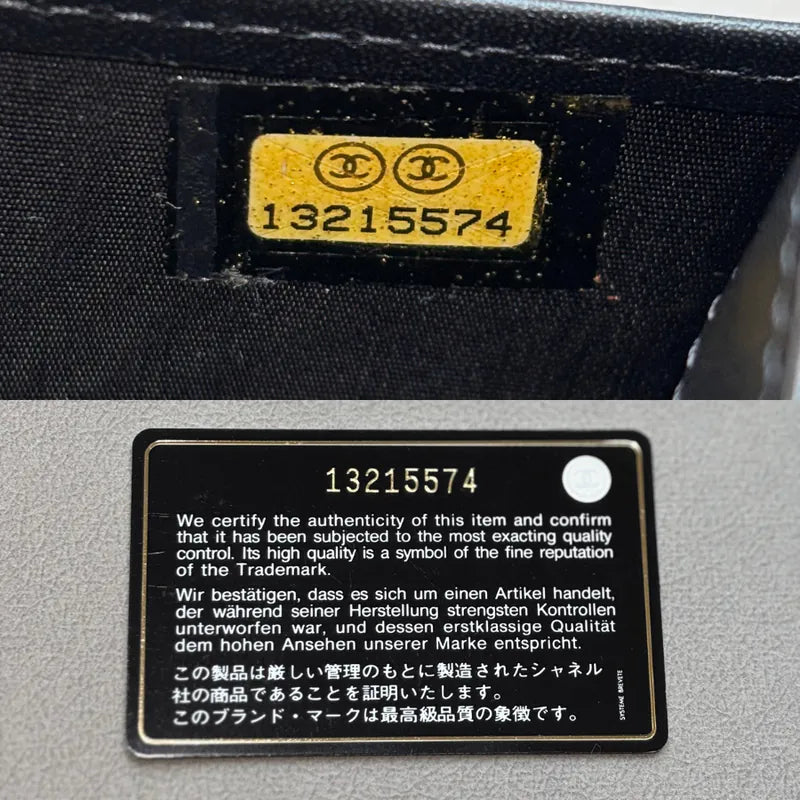 13215574
13215574
We certify the authenticity of this item and confirm
that it has been subjected to the most exacting quality
control. Its high quality is a symbol of the fine reputation
of the Trademark.
Wir bestätigen, dass es sich um einen Artikel handelt,
der während seiner Herstellung strengsten Kontrollen
unterworfen war, und dessen erstklassige Qualität
dem hohen Ansehen unserer Marke entspricht.
この製品は厳しい管理のもとに製造されたシャネル
社の商品であることを証明いたします。
このブランド・マークは最高級品質の象徴です。
SYSTEME BREVETE